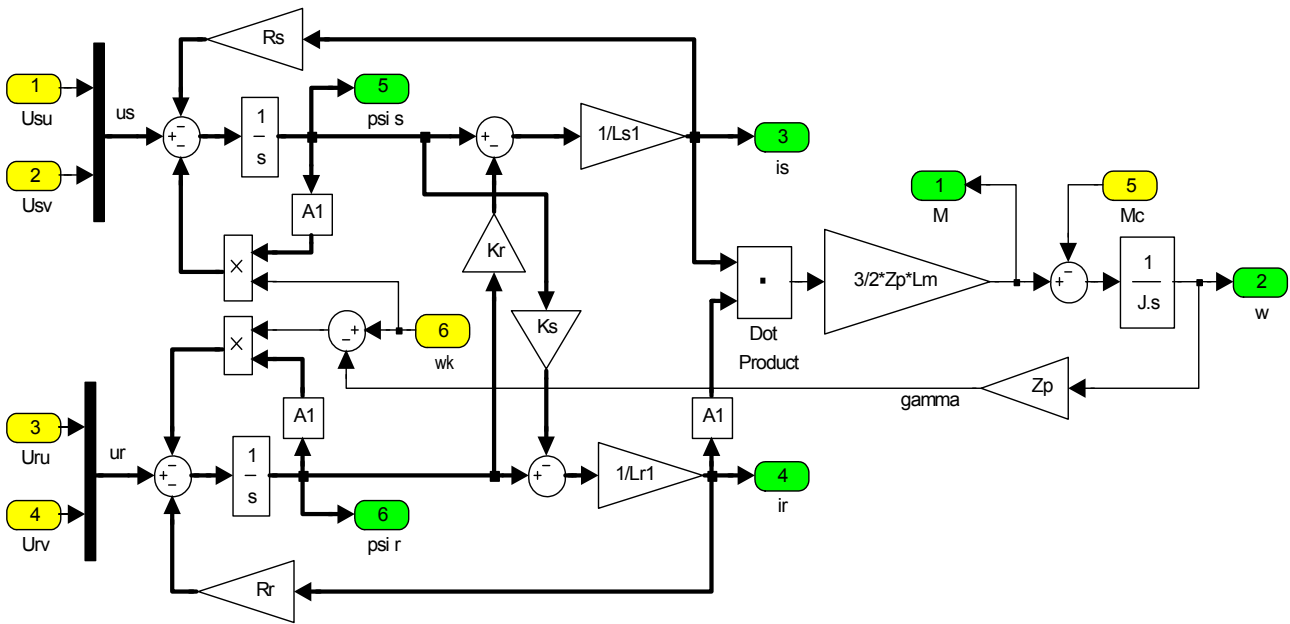 Rs
1
Usu
us
+
−
−
1
s
5
psi s
+
−
1/Ls1
3
is
2
Usv
A1
×
Kr
1
M
5
Mc
3/2*Zp*Lm
+
−
1
J.s
2
w
Dot
Product
×
−
+
6
wk
Ks
gamma
Zp
3
Uru
ur
A1
A1
+
−
−
1
s
+
−
1/Lr1
4
ir
4
Urv
6
psi r
Rr